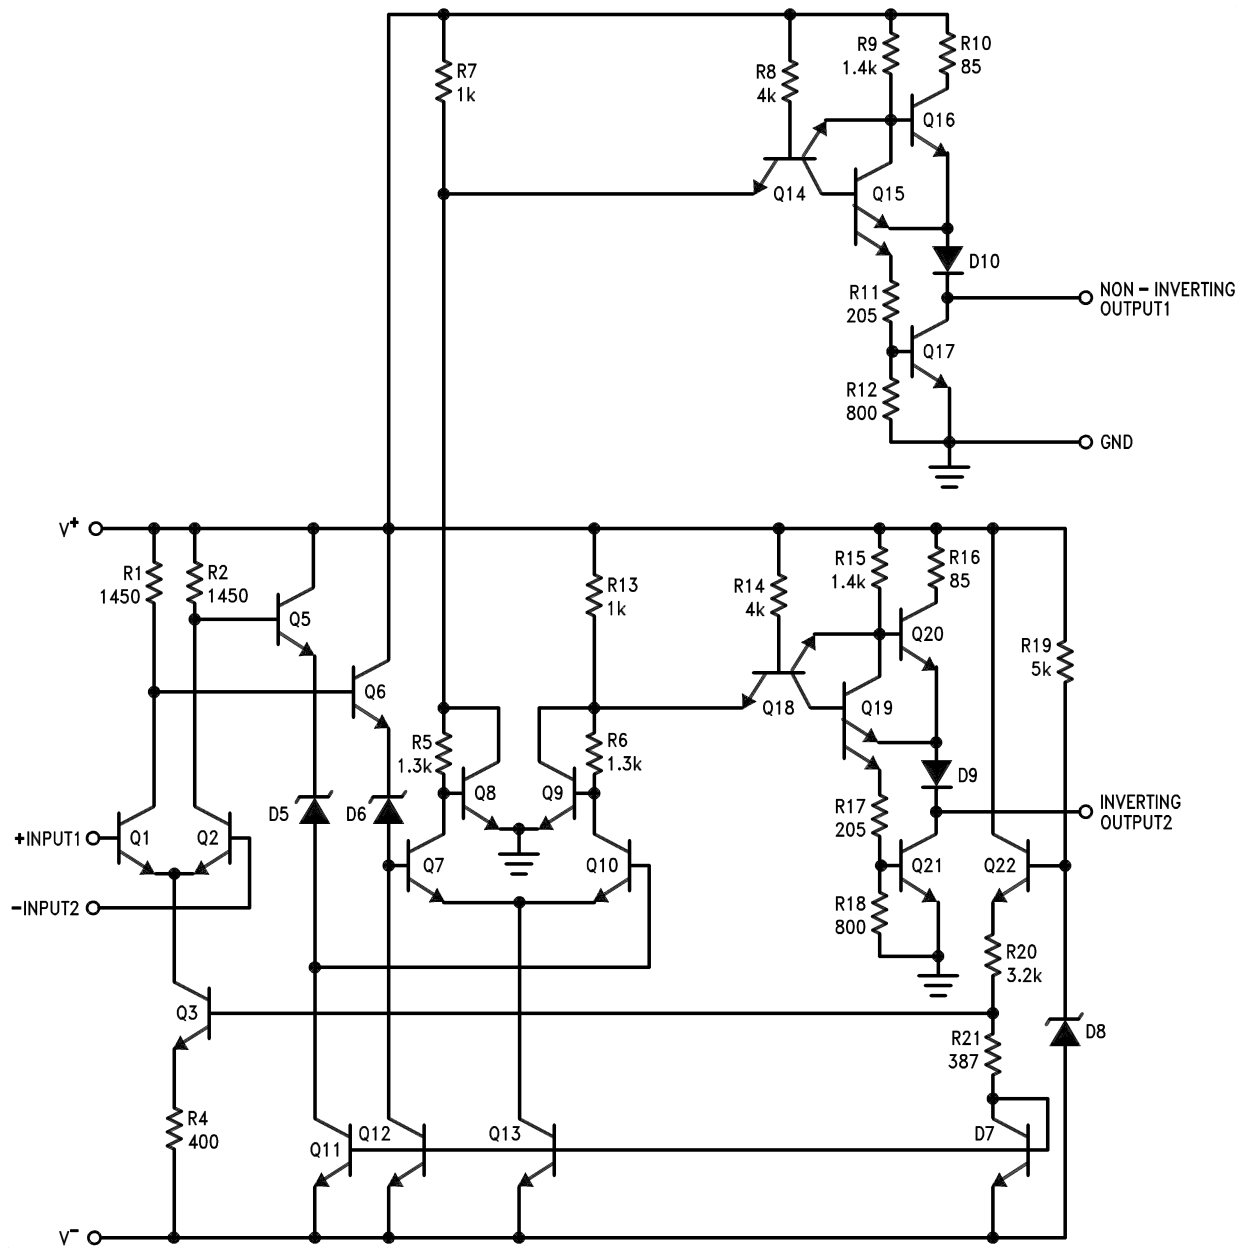 R7
1k
R8
4k
R9
1.4k
R10
85
Q16
Q14
Q15
D10
NON – INVERTING
OUTPUT1
R11
205
Q17
R12
800
GND
V+
R1
1450
R2
1450
Q5
Q6
R13
1k
R14
4k
R15
1.4k
R16
85
Q20
R19
5k
Q18
Q19
R5
1.3k
R6
1.3k
Q8
Q9
D5
D6
D9
INVERTING
OUTPUT2
R17
205
+INPUT1
Q1
Q2
Q7
Q10
Q21
Q22
–INPUT2
R18
800
R20
3.2k
Q3
R21
387
D8
R4
400
Q11
Q12
Q13
D7
V–